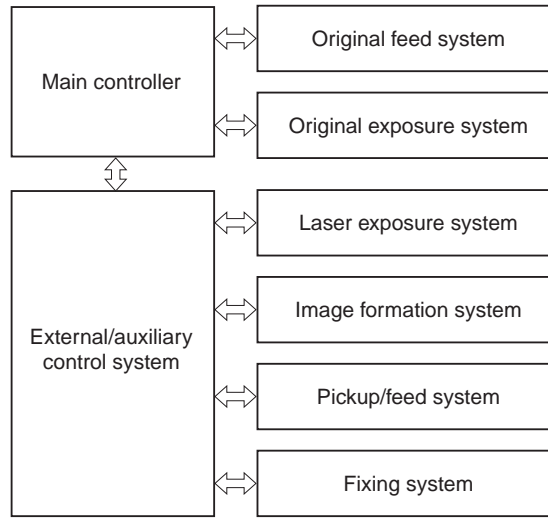 Main controller
Original feed system
Original exposure system
External/auxiliary
control system
Laser exposure system
Image formation system
Pickup/feed system
Fixing system